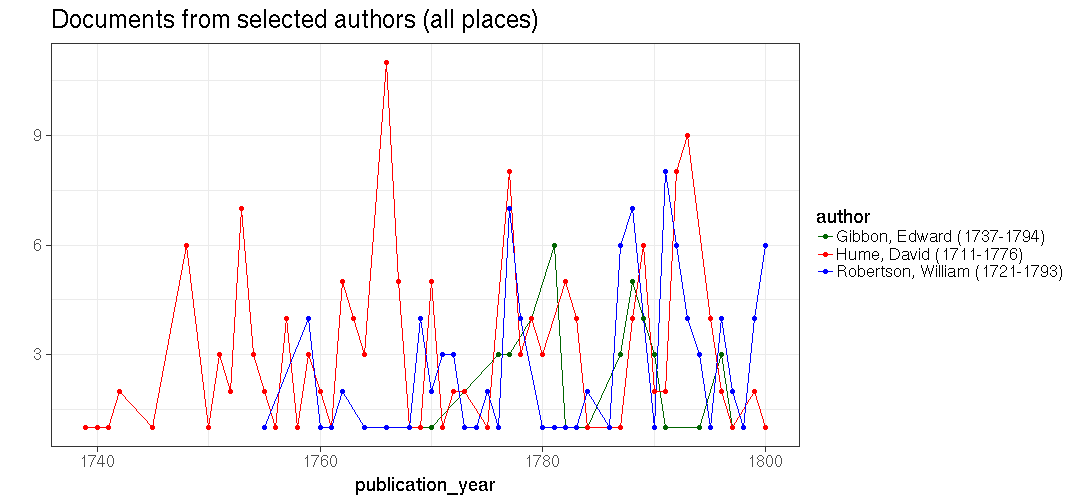 Documents from selected authors (all places)
9
6
3
1740
1760
1780
1800
publication_year
author
Gibbon, Edward (1737-1794)
Hume, David (1711-1776)
Robertson, William (1721-1793)